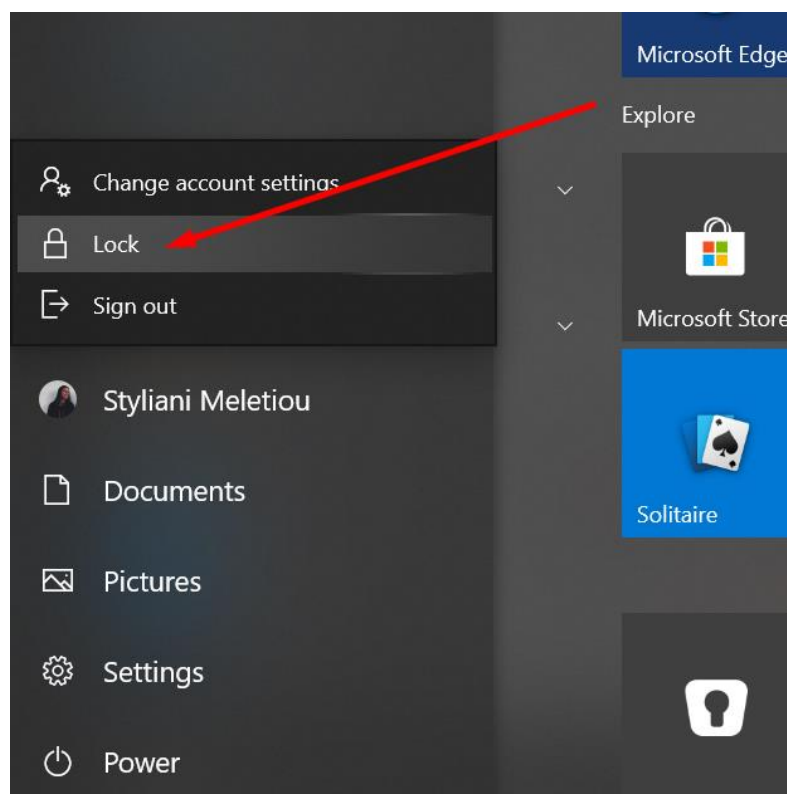 Microsoft Edge
Explore
Change account settings
Lock
Sign out
Microsoft Store
Styliani Meletiou
Documents
Solitaire
Pictures
Settings
Power